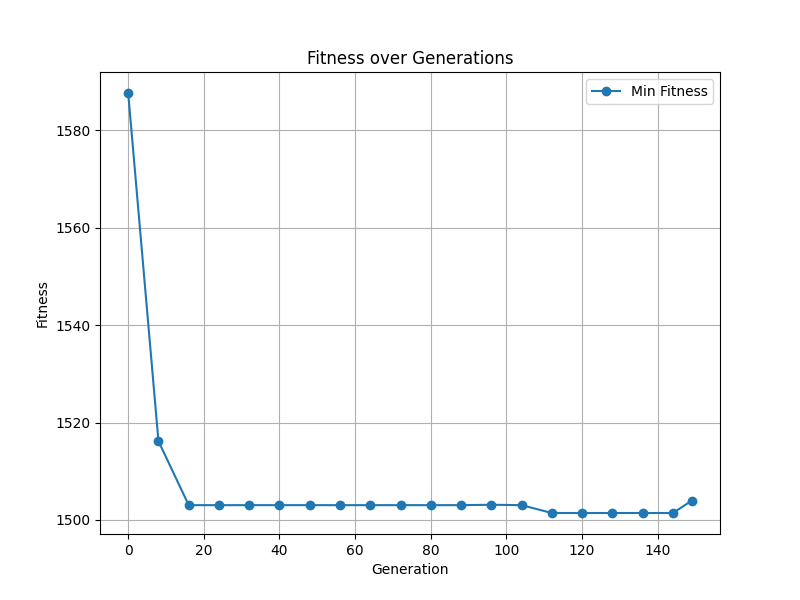 Fitness over Generations
Min Fitness
1580
1560
1540
1520
1500
Fitness
0 20 40 60 80 100 120 140
Generation